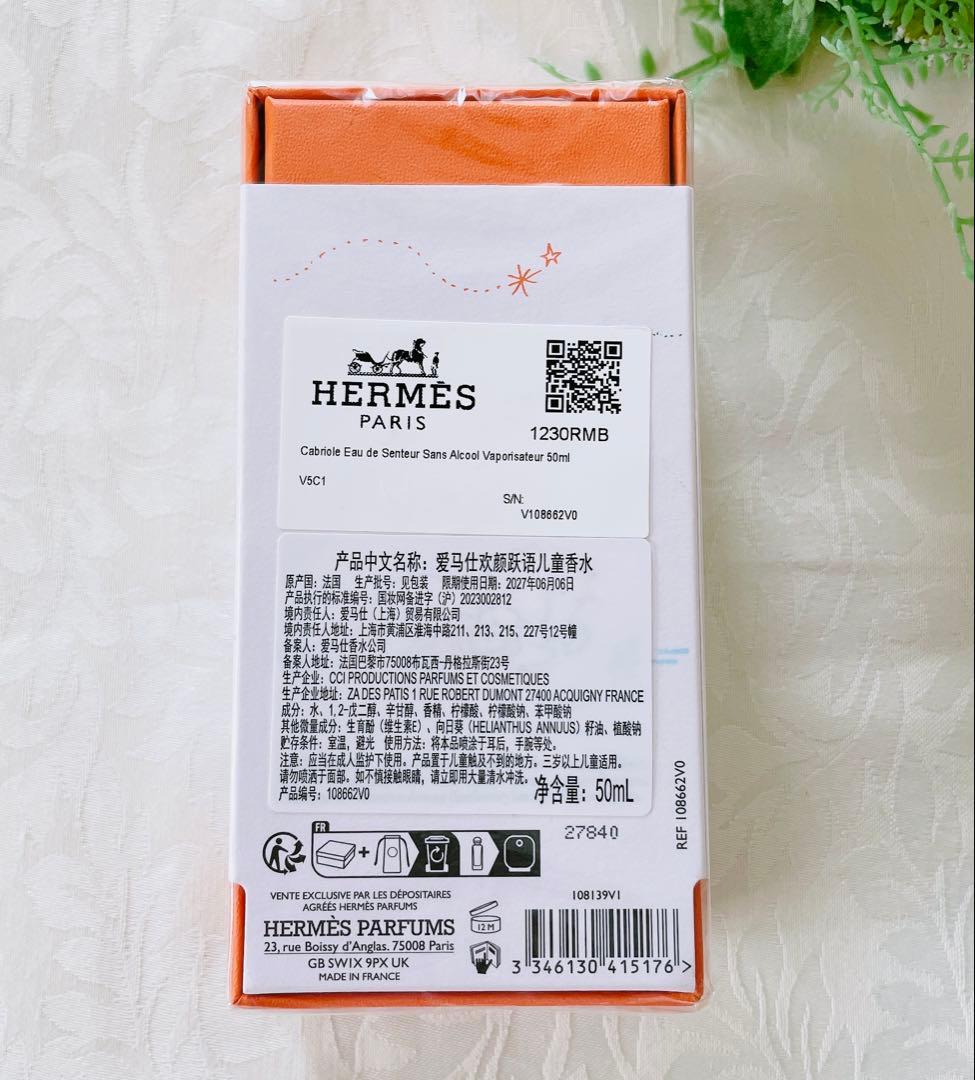 HERMÈS
PARIS
1230RMB
Cabriole Eau de Senteur Sans Alcool Vaporisateur 50ml
V5C1
S/N:
V108662V0
产品中文名称：爱马仕欢颜跃语儿童香水
原产国：法国 生产批号：见包装 限期使用日期：2027年06月06日
产品执行的标准编号：国妆网备进字（沪）2023002812
境内责任人：爱马仕（上海）贸易有限公司
境内责任人地址：上海市黄浦区淮海中路211、213、215、227号12号幢
备案人：爱马仕香水公司
备案人地址：法国巴黎市75008布瓦西-丹格拉斯街23号
生产企业：CCI PRODUCTIONS PARFUMS ET COSMETIQUES
生产企业地址：ZA DES PATIS 1 RUE ROBERT DUMONT 27400 ACQUIGNY FRANCE
成分：水、1,2-戊二醇、辛甘醇、香精、柠檬酸、柠檬酸钠、苯甲酸钠
其他微量成分：生育酚（维生素E）、向日葵（HELIANTHUS ANNUUS）籽油、植酸钠
贮存条件：室温，避光 使用方法：将本品喷涂于耳后，手腕等处。
注意：应当在成人监护下使用。产品置于儿童触及不到的地方。三岁以上儿童适用。
请勿喷洒于面部。如不慎接触眼睛，请立即用大量清水冲洗。
净含量：50mL
产品编号：108662V0
REF 108662V0
FR
27840
VENTE EXCLUSIVE PAR LES DÉPOSITAIRES
AGRÉÉS HERMÈS PARFUMS
HERMÈS PARFUMS
23, rue Boissy d'Anglas. 75008 Paris
GB SW1X 9PX UK
MADE IN FRANCE
12 M
108139V1
3 346130 415176 >